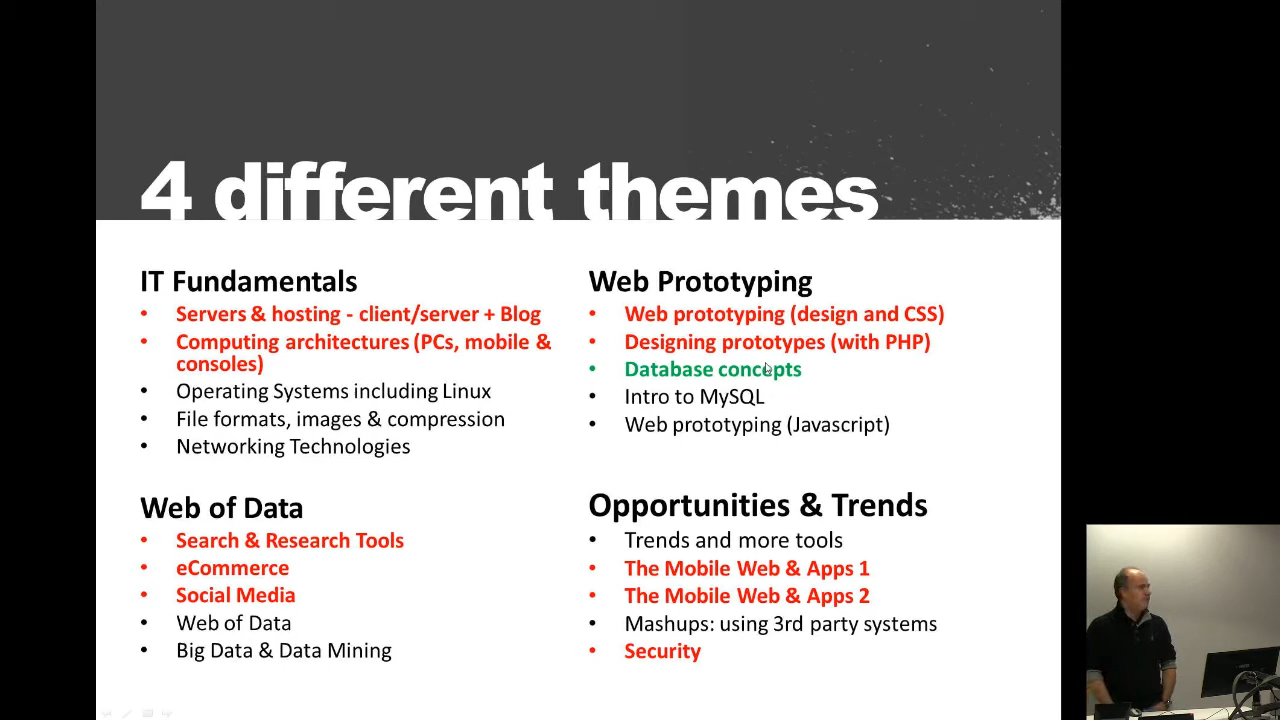 4 different themes
IT Fundamentals
• Servers & hosting - client/server + Blog
• Computing architectures (PCs, mobile &
consoles)
• Operating Systems including Linux
• File formats, images & compression
• Networking Technologies
Web Prototyping
• Web prototyping (design and CSS)
• Designing prototypes (with PHP)
• Database concepts
• Intro to MySQL
• Web prototyping (Javascript)
Web of Data
• Search & Research Tools
• eCommerce
• Social Media
• Web of Data
• Big Data & Data Mining
Opportunities & Trends
• Trends and more tools
• The Mobile Web & Apps 1
• The Mobile Web & Apps 2
• Mashups: using 3rd party systems
• Security